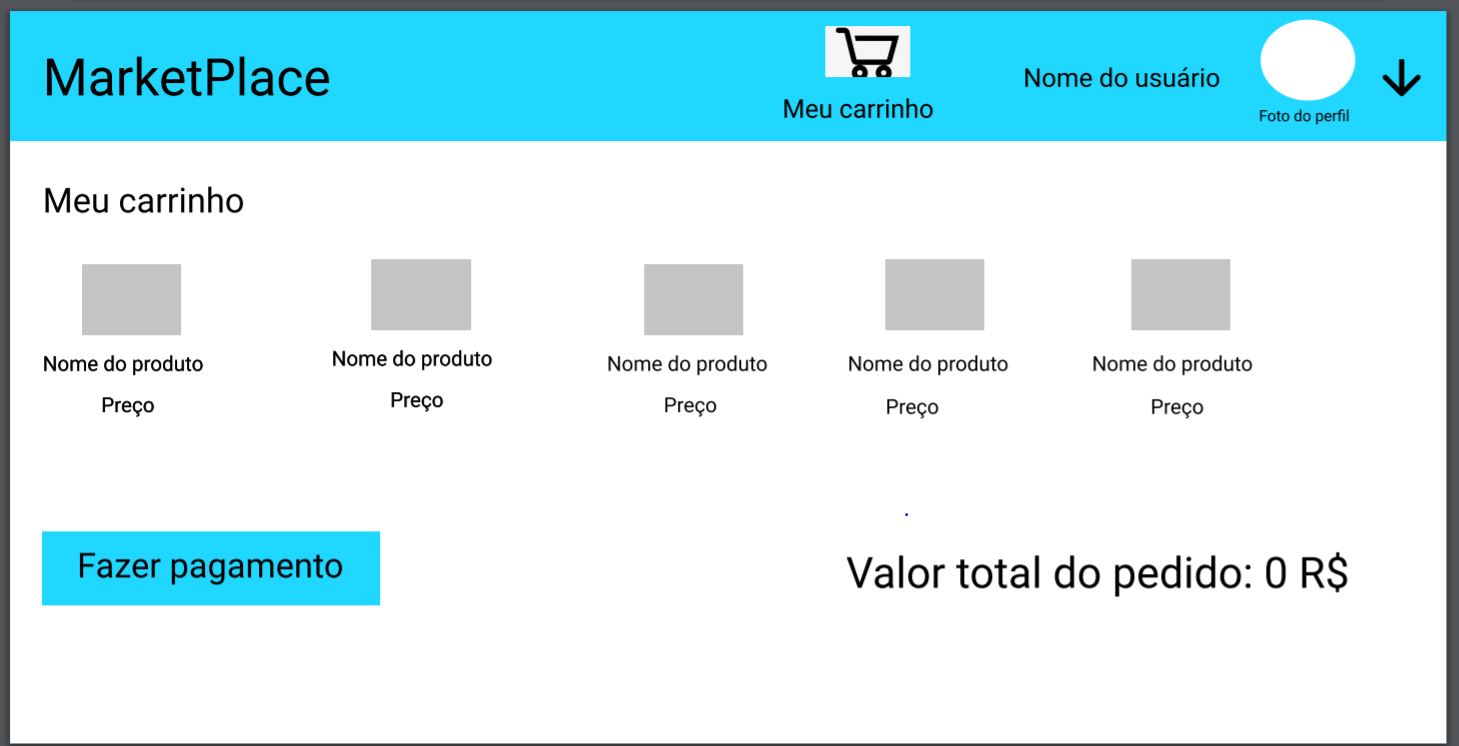 MarketPlace
Meu carrinho
Nome do usuário
Foto do perfil
Meu carrinho
Nome do produto
Preço
Nome do produto
Preço
Nome do produto
Preço
Nome do produto
Preço
Nome do produto
Preço
Fazer pagamento
Valor total do pedido: 0 R$